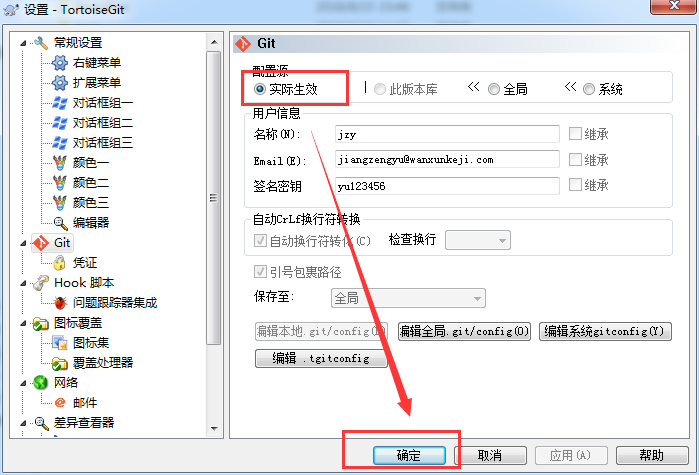 设置 - TortoiseGit
常规设置
右键菜单
扩展菜单
对话框组一
对话框组二
对话框组三
颜色一
颜色二
颜色三
编辑器
Git
凭证
Hook 脚本
问题跟踪器集成
图标覆盖
图标集
覆盖处理器
网络
邮件
差异查看器
Git
配置源
实际生效 | 此版本库 << 全局 << 系统
用户信息
名称(N): jzy 继承
Email(E): jiangzengyu@wanxunkeji.com 继承
签名密钥 yu123456 继承
自动CrLf换行符转换
自动换行符转化(C) 检查换行
引号包裹路径
保存至: 全局
编辑本地.git/config( 编辑全局.git/config(O) 编辑系统gitconfig(Y)
编辑 .tgitconfig
确定 取消 应用(A) 帮助